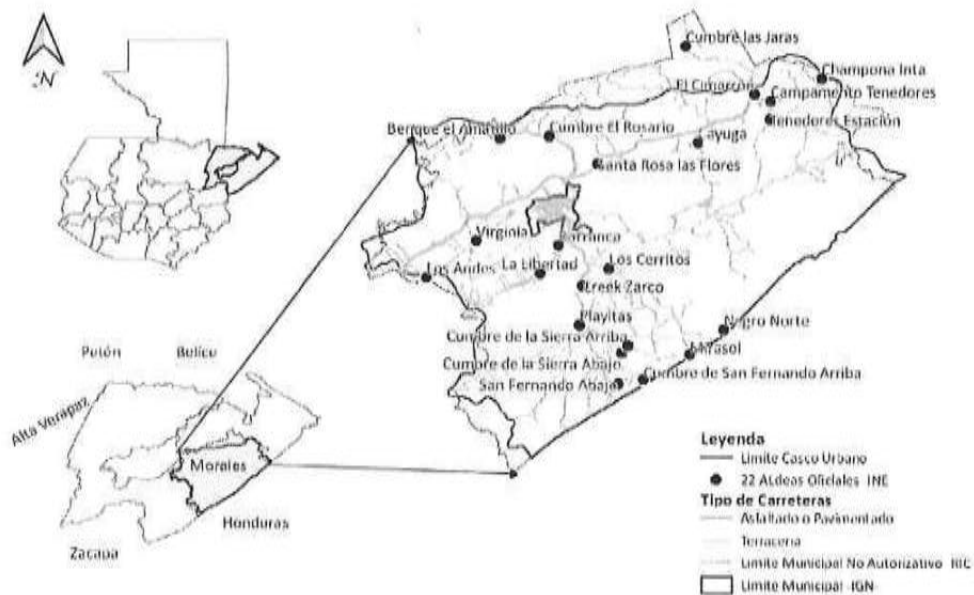 N
Cumbre las Jaras
Champona Inta
El Cimarrón
Campamento Tenedores
Tenedores Estación
Cumbre El Rosario
Cayuga
Santa Rosa las Flores
Virginia
Barranca
Los Andes
La Libertad
Los Cerritos
Creek Zarco
Playitas
Negro Norte
Cumbre de la Sierra Arriba
Mirasol
Cumbre de la Sierra Abajo
Cumbre de San Fernando Arriba
San Fernando Abajo
Petén
Belice
Alta Verapaz
Morales
Honduras
Zacapa
Leyenda
Limite Casco Urbano
22 ALdeas Oficiales INE
Tipo de Carreteras
Asfaltado o Pavimentado
Terraceria
Limite Municipal No Autorizativo RIC
Limite Municipal -IGN-